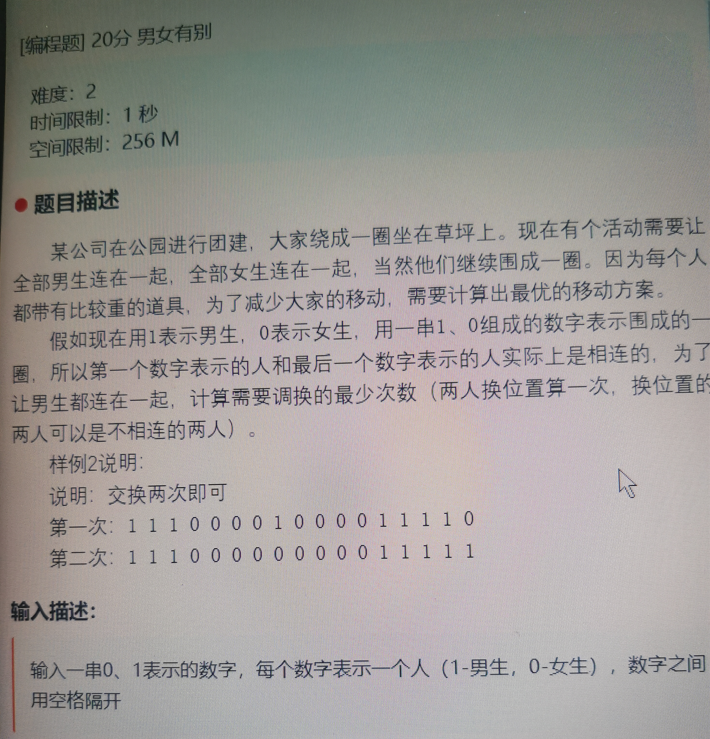 [编程题] 20分 男女有别
难度：2
时间限制：1 秒
空间限制：256 M
题目描述
某公司在公园进行团建，大家绕成一圈坐在草坪上。现在有个活动需要让
全部男生连在一起，全部女生连在一起，当然他们继续围成一圈。因为每个人
都带有比较重的道具，为了减少大家的移动，需要计算出最优的移动方案。
假如现在用1表示男生，0表示女生，用一串1、0组成的数字表示围成的一
圈，所以第一个数字表示的人和最后一个数字表示的人实际上是相连的，为了
让男生都连在一起，计算需要调换的最少次数（两人换位置算一次，换位置的
两人可以是不相连的两人）。
样例2说明：
说明：交换两次即可
第一次：1 1 1 0 0 0 0 1 0 0 0 0 1 1 1 1 0
第二次：1 1 1 0 0 0 0 0 0 0 0 0 1 1 1 1 1
输入描述：
输入一串0、1表示的数字，每个数字表示一个人（1-男生，0-女生），数字之间
用空格隔开